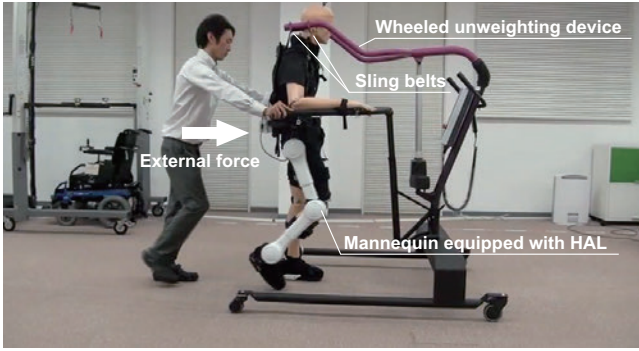 Wheeled unweighting device
Sling belts
External force
Mannequin equipped with HAL